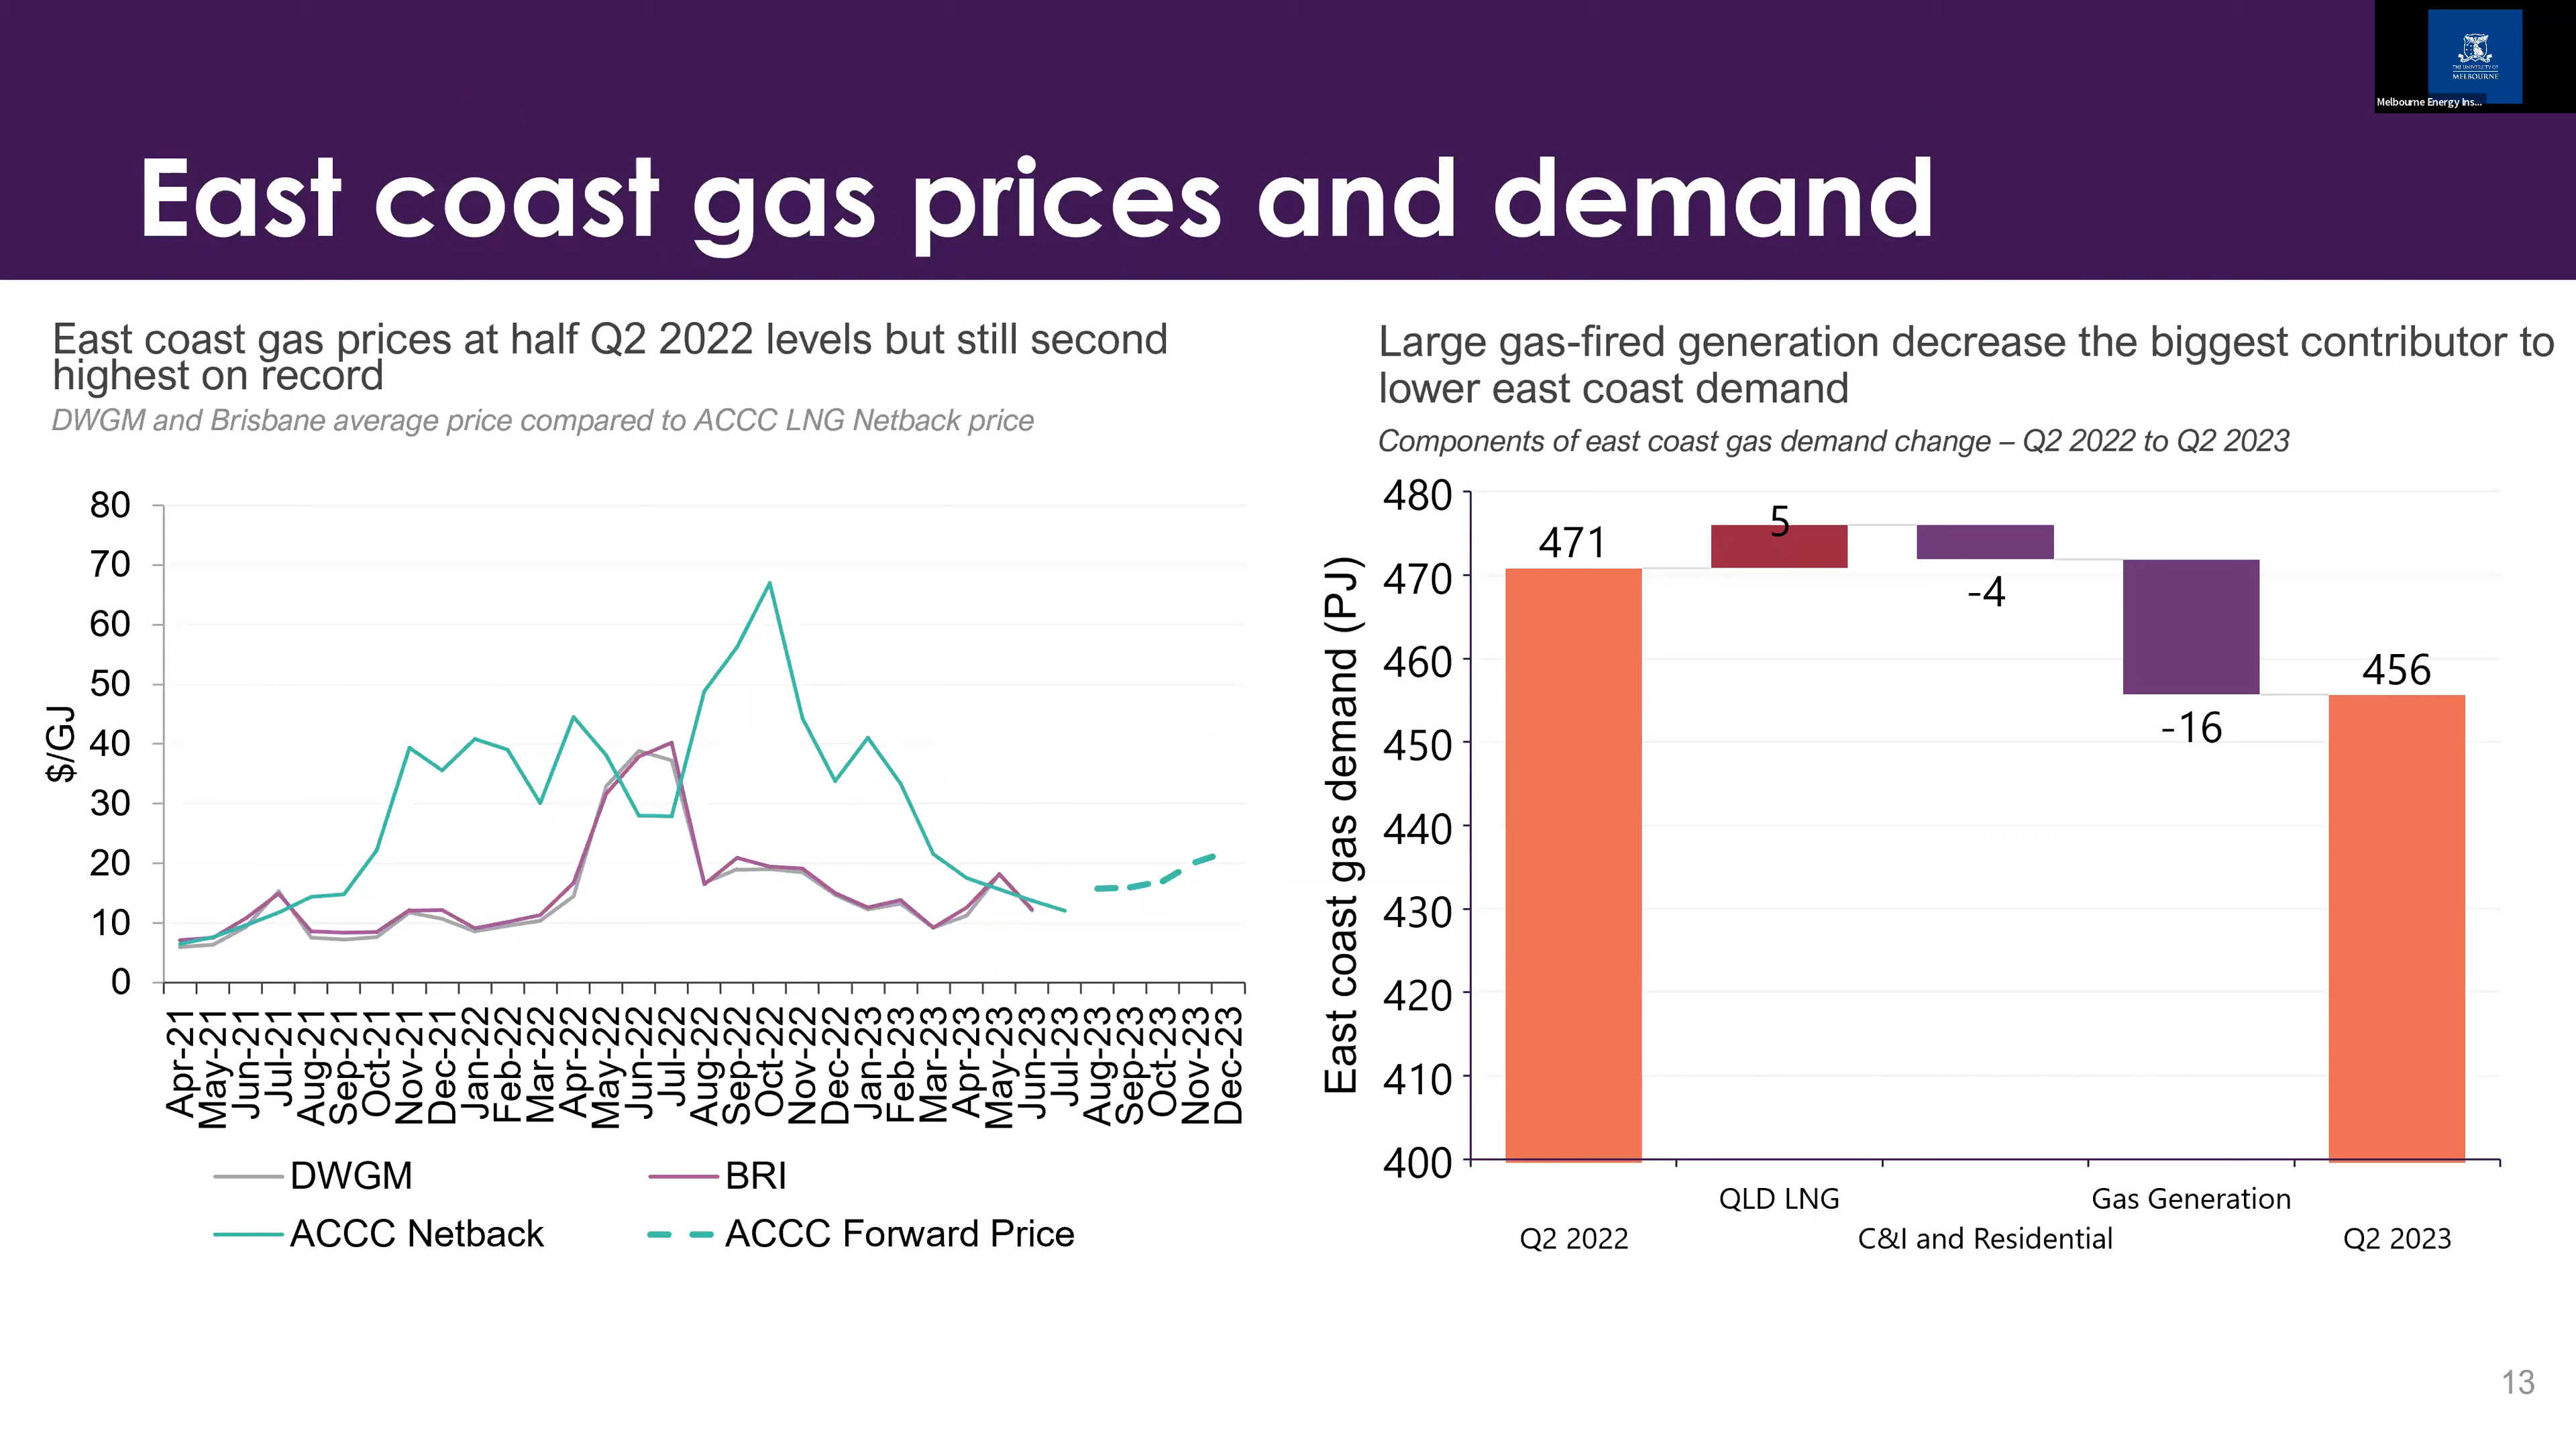 THE UNIVERSITY OF
MELBOURNE
Melbourne Energy Ins...
East coast gas prices and demand
East coast gas prices at half Q2 2022 levels but still second
highest on record
DWGM and Brisbane average price compared to ACCC LNG Netback price
80
70
60
50
40
30
20
10
0
$/GJ
Apr-21
May-21
Jun-21
Jul-21
Aug-21
Sep-21
Oct-21
Nov-21
Dec-21
Jan-22
Feb-22
Mar-22
Apr-22
May-22
Jun-22
Jul-22
Aug-22
Sep-22
Oct-22
Nov-22
Dec-22
Jan-23
Feb-23
Mar-23
Apr-23
May-23
Jun-23
Jul-23
Aug-23
Sep-23
Oct-23
Nov-23
Dec-23
DWGM
BRI
ACCC Netback
ACCC Forward Price
Large gas-fired generation decrease the biggest contributor to
lower east coast demand
Components of east coast gas demand change – Q2 2022 to Q2 2023
East coast gas demand (PJ)
480
470
460
450
440
430
420
410
400
471
5
-4
-16
456
Q2 2022
QLD LNG
C&I and Residential
Gas Generation
Q2 2023
13